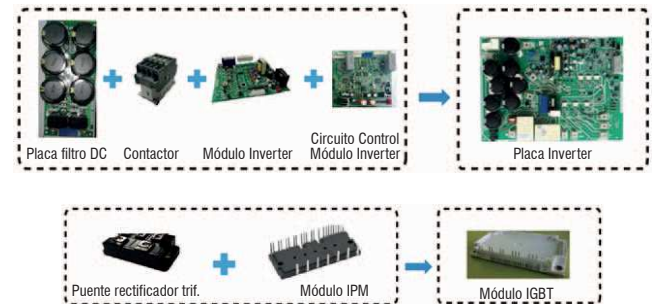 Placa filtro DC
Contactor
Módulo Inverter
Circuito Control
Módulo Inverter
Placa Inverter
Puente rectificador trif.
Módulo IPM
Módulo IGBT